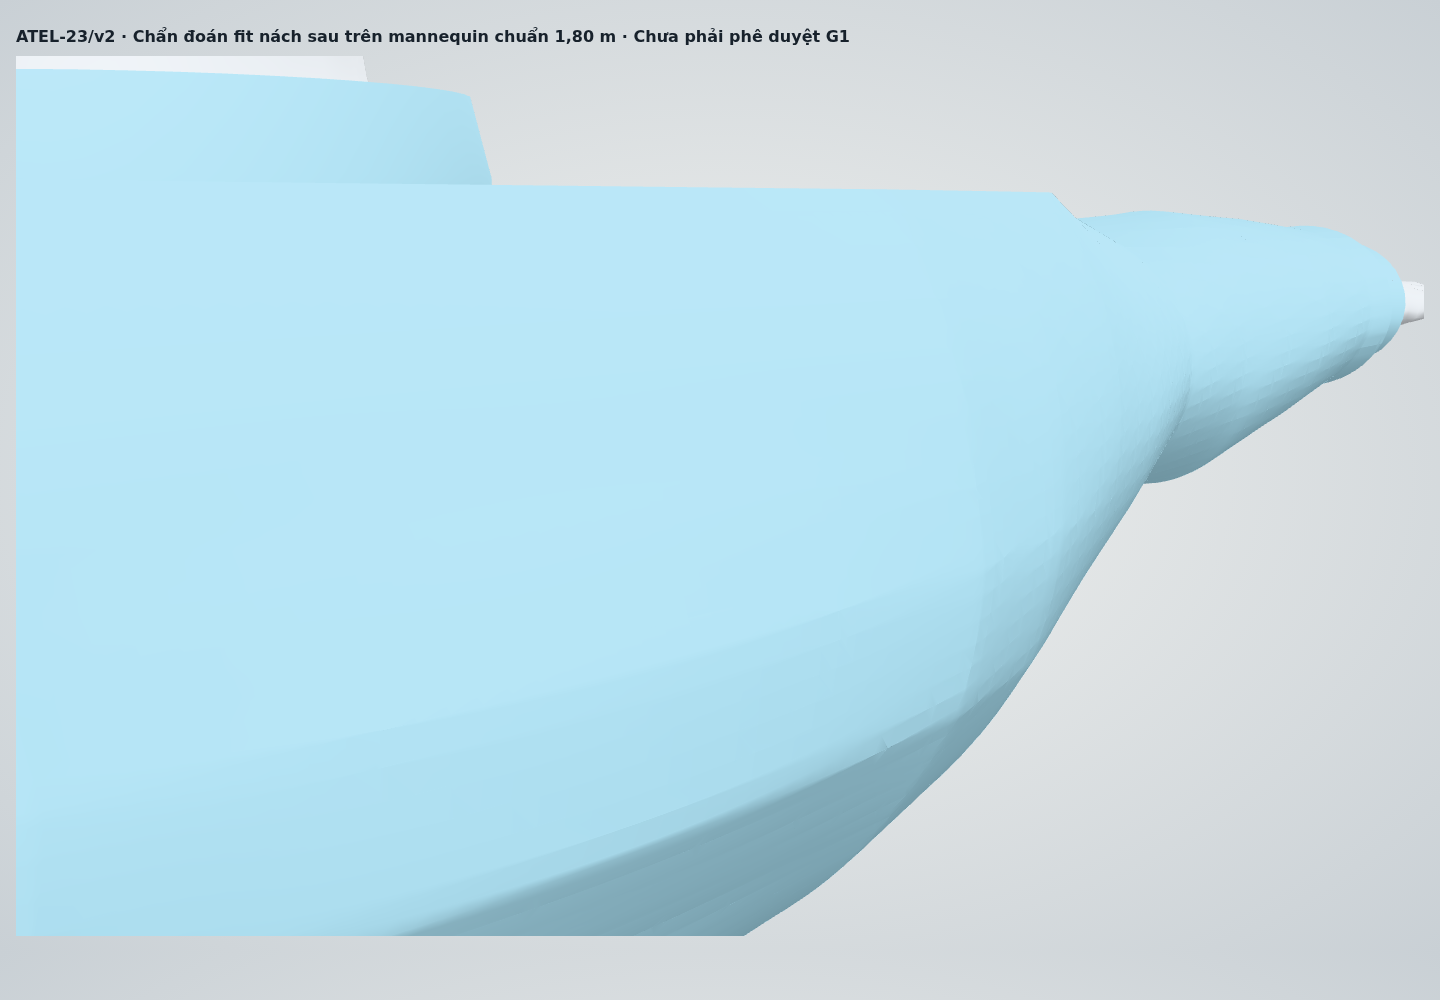 ATEL-23/v2 · Chẩn đoán fit nách sau trên mannequin chuẩn 1,80 m · Chưa phải phê duyệt G1